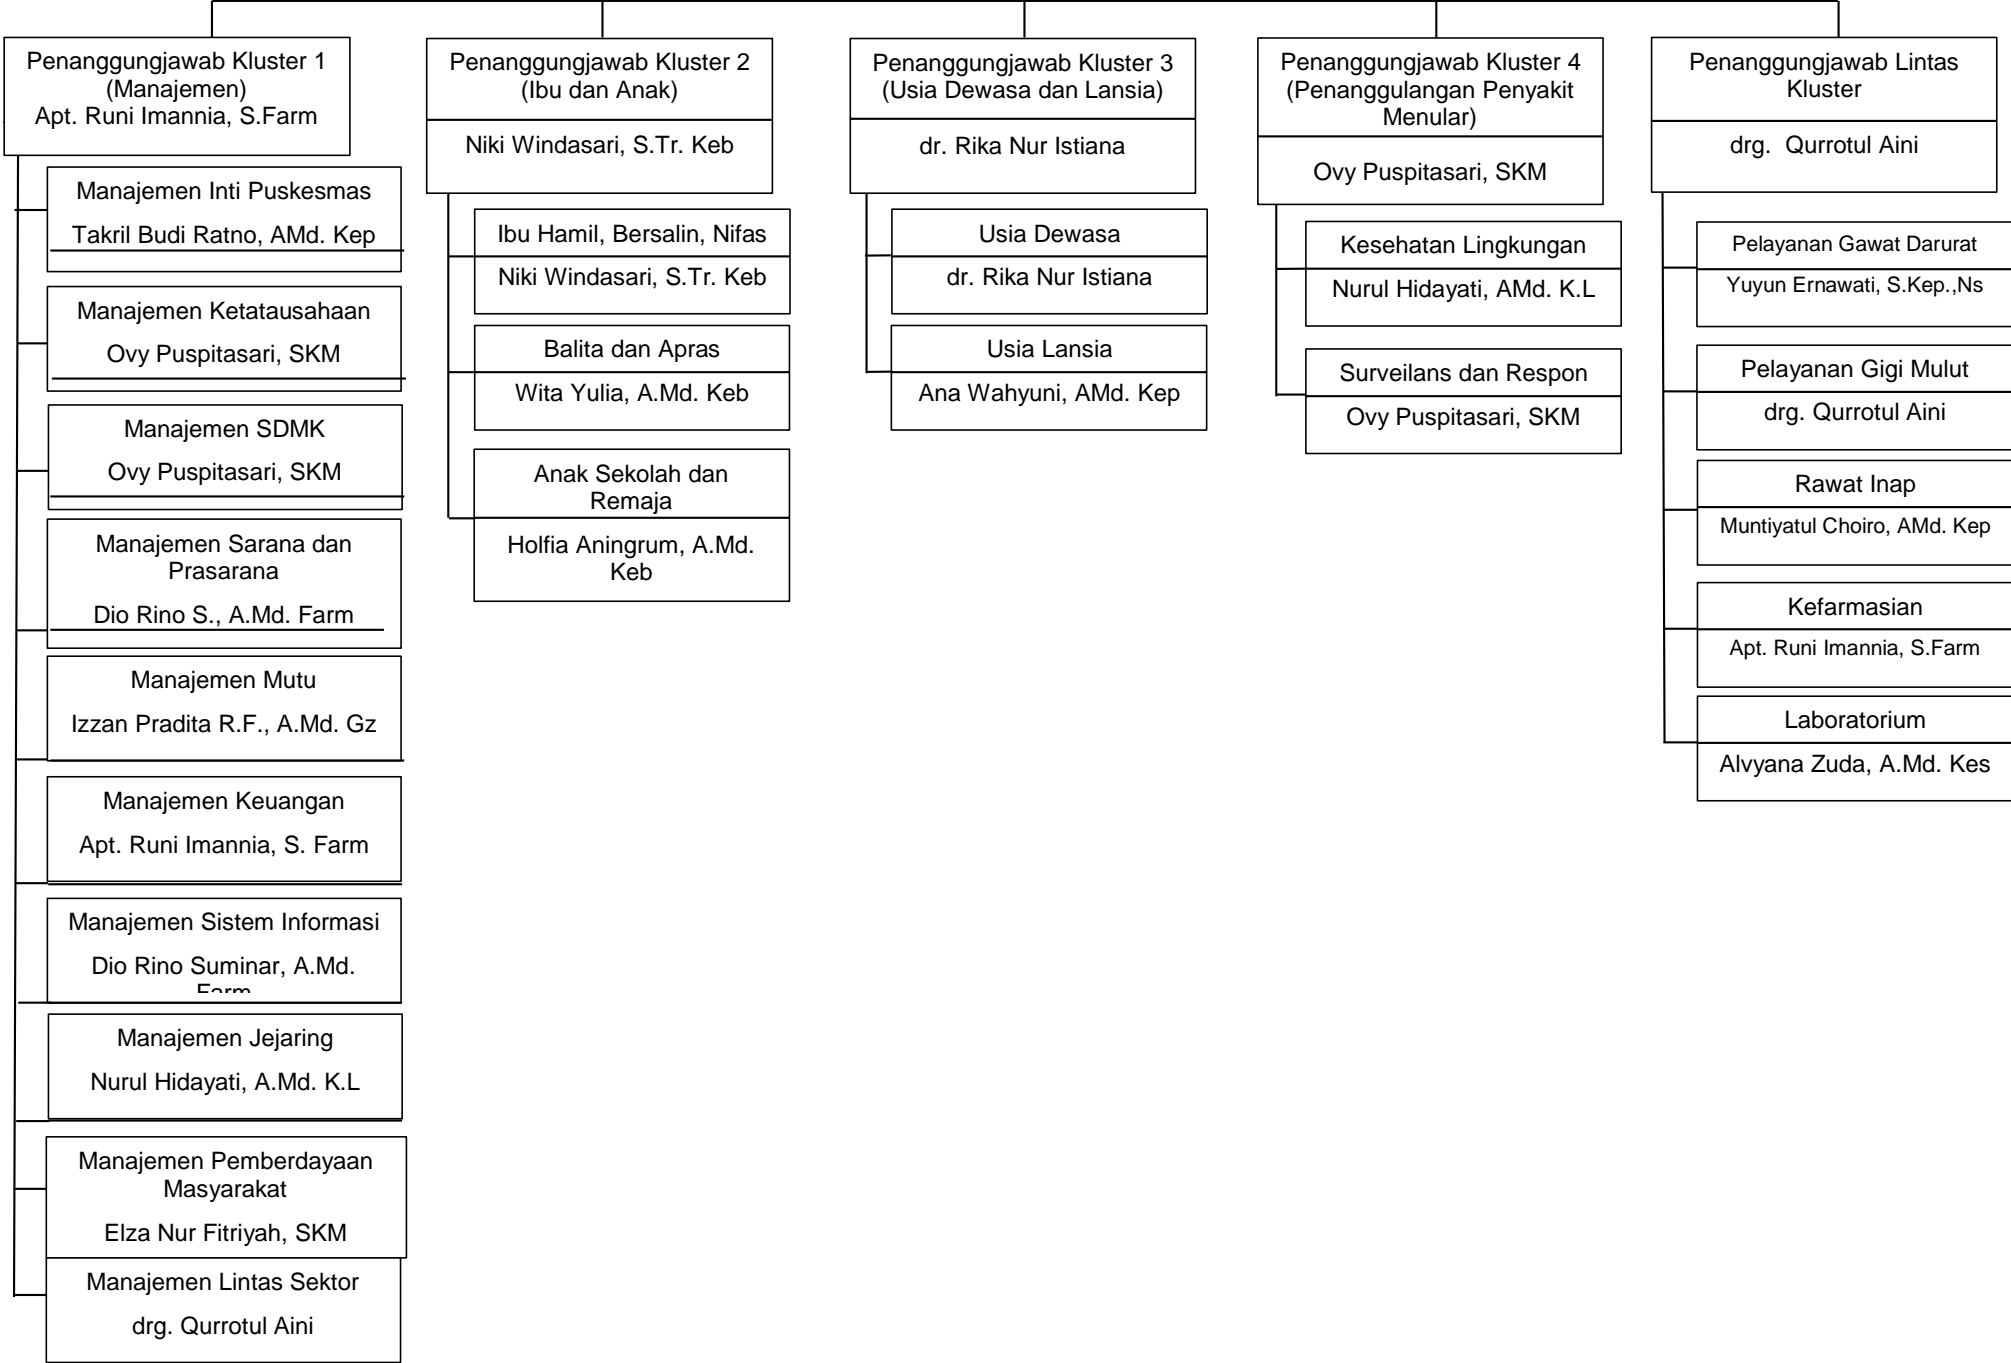 Penanggungjawab Kluster 1
(Manajemen)
Apt. Runi Imannia, S.Farm
Manajemen Inti Puskesmas
Takril Budi Ratno, AMd. Kep
Manajemen Ketatausahaan
Ovy Puspitasari, SKM
Manajemen SDMK
Ovy Puspitasari, SKM
Manajemen Sarana dan
Prasarana
Dio Rino S., A.Md. Farm
Manajemen Mutu
Izzan Pradita R.F., A.Md. Gz
Manajemen Keuangan
Apt. Runi Imannia, S. Farm
Manajemen Sistem Informasi
Dio Rino Suminar, A.Md.
Farm
Manajemen Jejaring
Nurul Hidayati, A.Md. K.L
Manajemen Pemberdayaan
Masyarakat
Elza Nur Fitriyah, SKM
Manajemen Lintas Sektor
drg. Qurrotul Aini
Penanggungjawab Kluster 2
(Ibu dan Anak)
Niki Windasari, S.Tr. Keb
Ibu Hamil, Bersalin, Nifas
Niki Windasari, S.Tr. Keb
Balita dan Apras
Wita Yulia, A.Md. Keb
Anak Sekolah dan
Remaja
Holfia Aningrum, A.Md.
Keb
Penanggungjawab Kluster 3
(Usia Dewasa dan Lansia)
dr. Rika Nur Istiana
Usia Dewasa
dr. Rika Nur Istiana
Usia Lansia
Ana Wahyuni, AMd. Kep
Penanggungjawab Kluster 4
(Penanggulangan Penyakit
Menular)
Ovy Puspitasari, SKM
Kesehatan Lingkungan
Nurul Hidayati, AMd. K.L
Surveilans dan Respon
Ovy Puspitasari, SKM
Penanggungjawab Lintas
Kluster
drg. Qurrotul Aini
Pelayanan Gawat Darurat
Yuyun Ernawati, S.Kep.,Ns
Pelayanan Gigi Mulut
drg. Qurrotul Aini
Rawat Inap
Muntiyatul Choiro, AMd. Kep
Kefarmasian
Apt. Runi Imannia, S.Farm
Laboratorium
Alvyana Zuda, A.Md. Kes